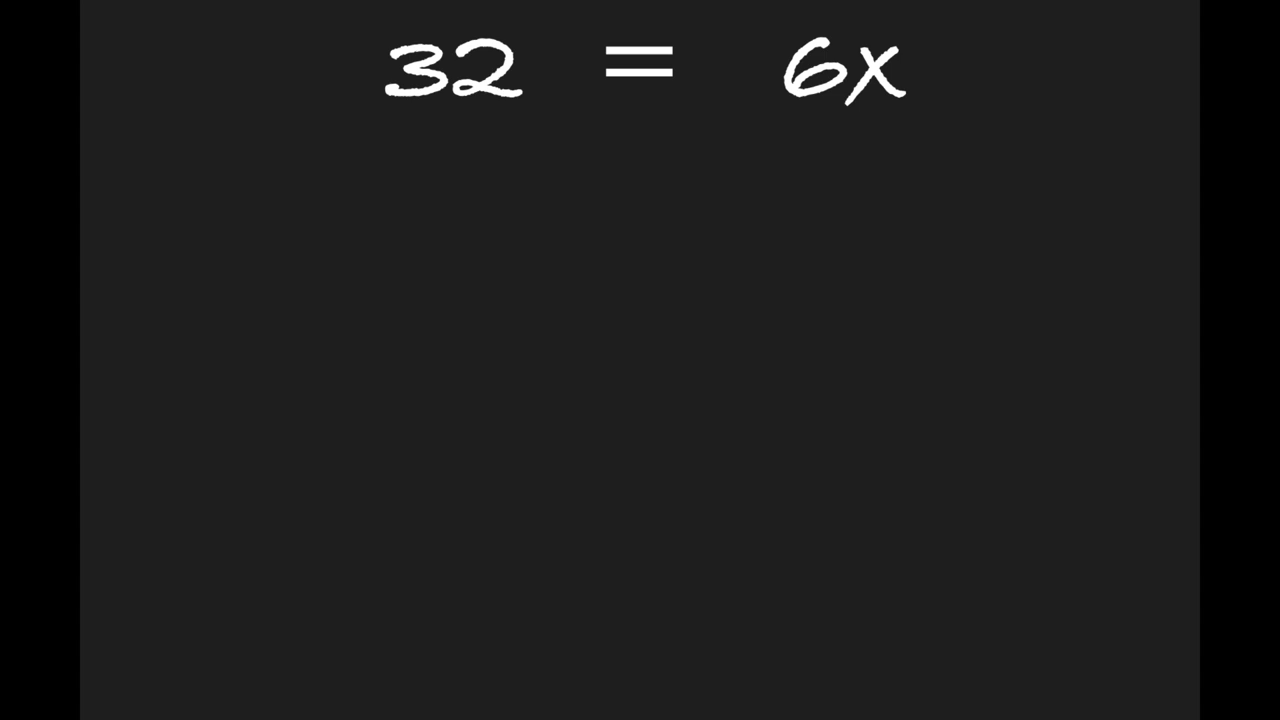 32 = 6x